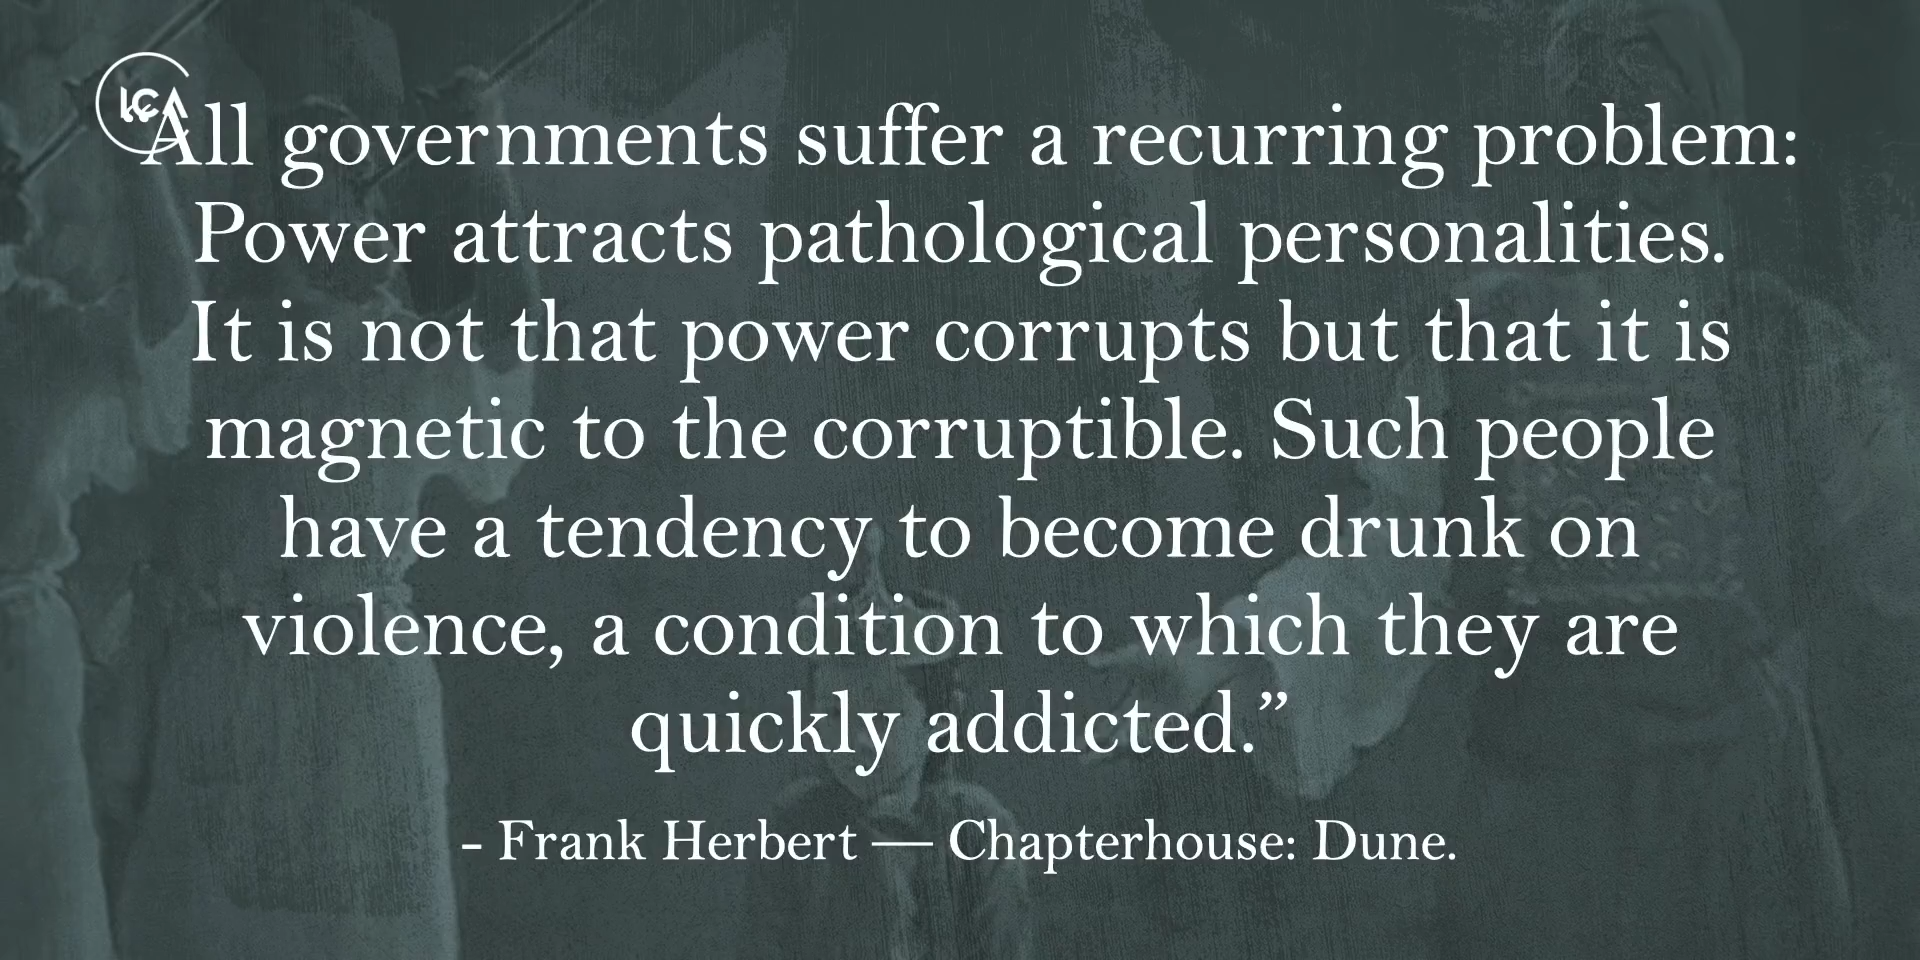 LCA
“All governments suffer a recurring problem:
Power attracts pathological personalities.
It is not that power corrupts but that it is
magnetic to the corruptible. Such people
have a tendency to become drunk on
violence, a condition to which they are
quickly addicted.”
- Frank Herbert — Chapterhouse: Dune.